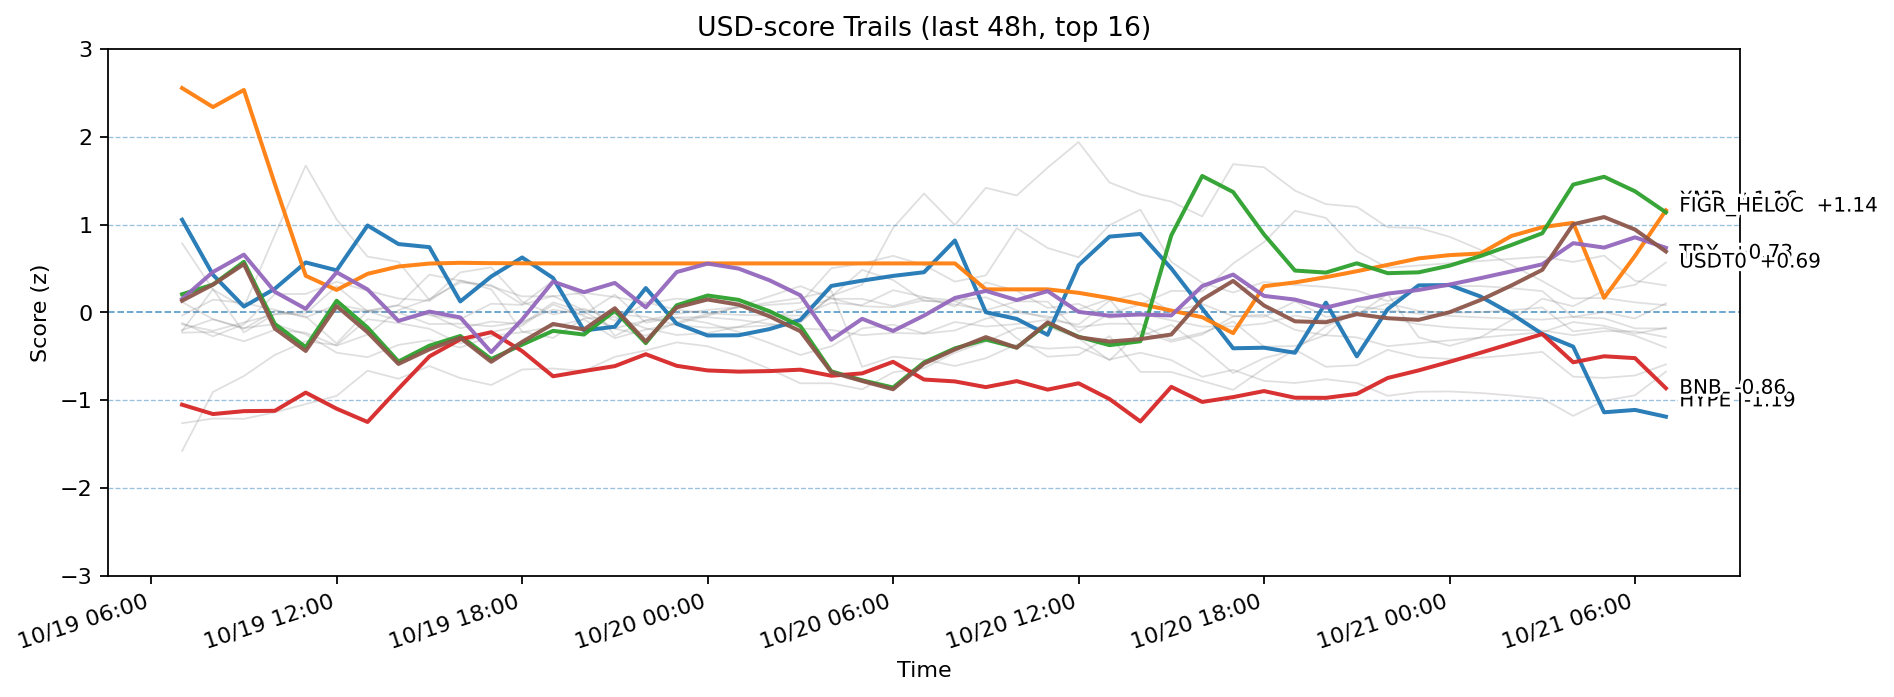 USD-score Trails (last 48h, top 16)
3
2
1
0
−1
−2
−3
Score (z)
FIGR_HELOC +1.14
USDT0 +0.69
BNB -0.86
HYPE -1.19
10/19 06:00
10/19 12:00
10/19 18:00
10/20 00:00
10/20 06:00
10/20 12:00
10/20 18:00
10/21 00:00
10/21 06:00
Time